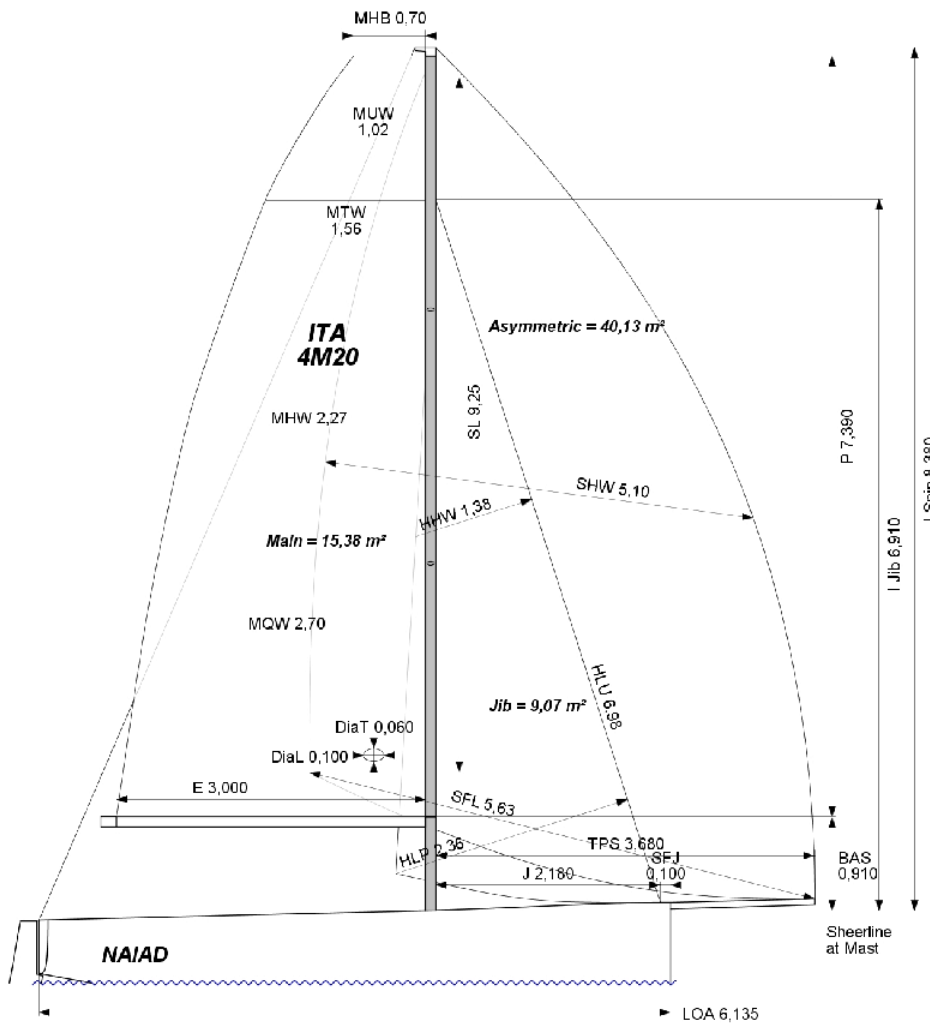 MHB 0,70
MUW
1,02
MTW
1,56
ITA
4M20
Asymmetric = 40,13 m²
SL 9,25
P 7,390
MHW 2,27
SHW 5,10
HHW 1,38
I Jib 6,910
Main = 15,38 m²
MQW 2,70
HLU 6,98
Jib = 9,07 m²
DiaT 0,060
DiaL 0,100
E 3,000
SFL 5,63
HLP 2,36
TPS 3,680
SFJ
0,100
J 2,180
BAS
0,910
Sheerline
at Mast
NAIAD
LOA 6,135